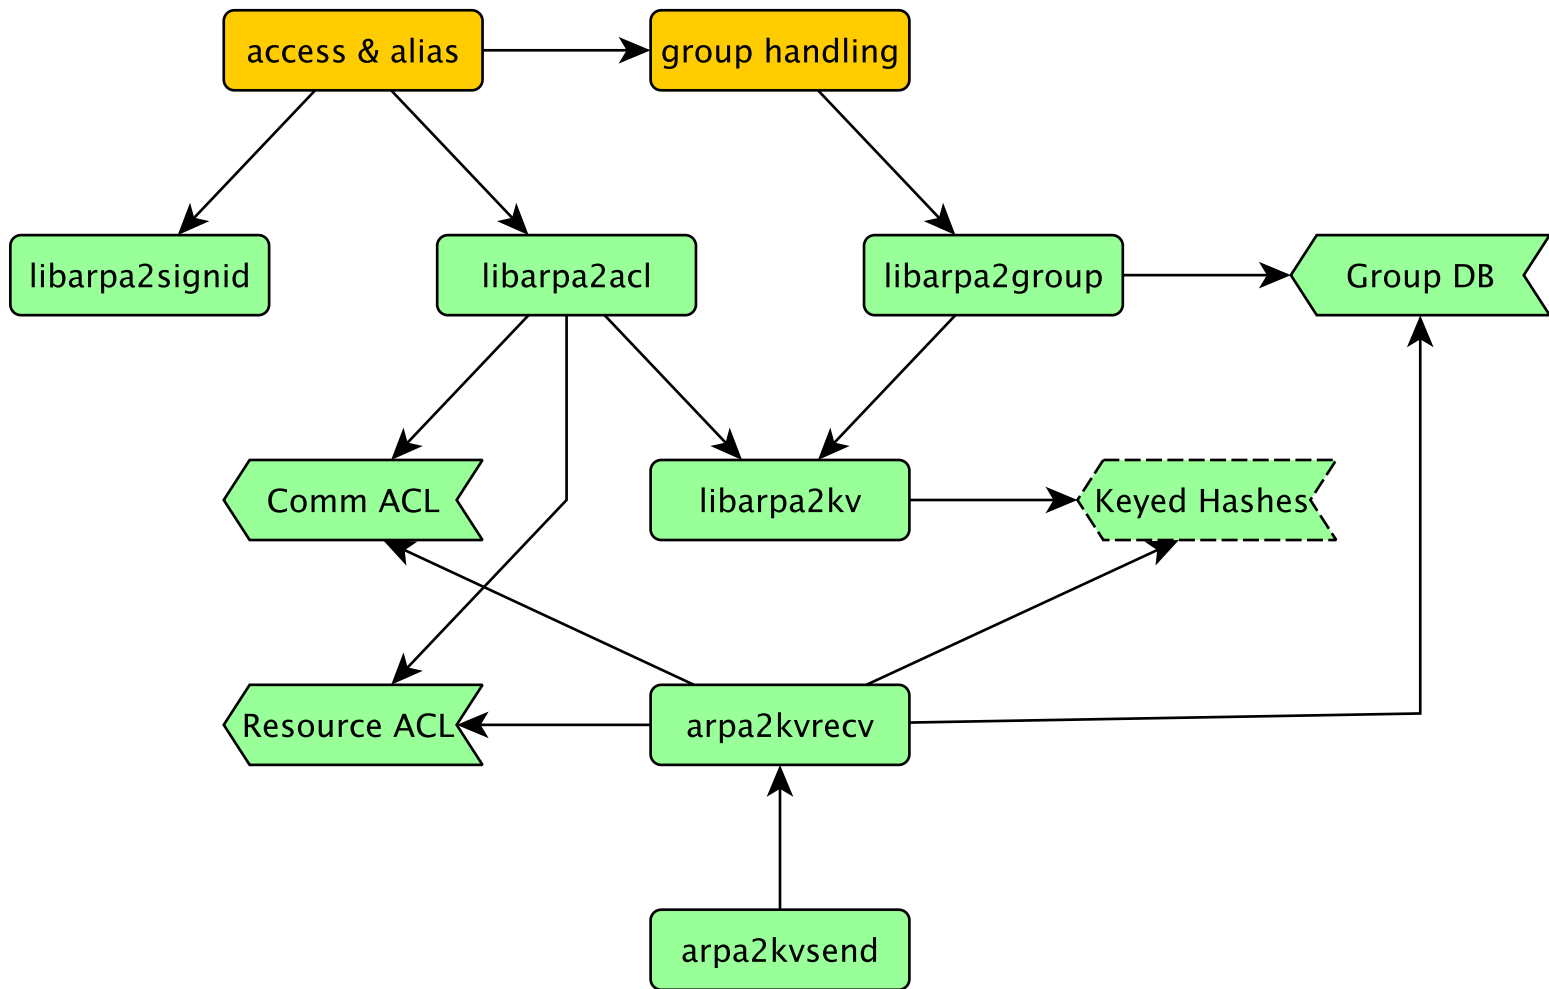 access & alias
group handling
libarpa2signid
libarpa2acl
libarpa2group
Group DB
Comm ACL
libarpa2kv
Keyed Hashes
Resource ACL
arpa2kvrecv
arpa2kvsend